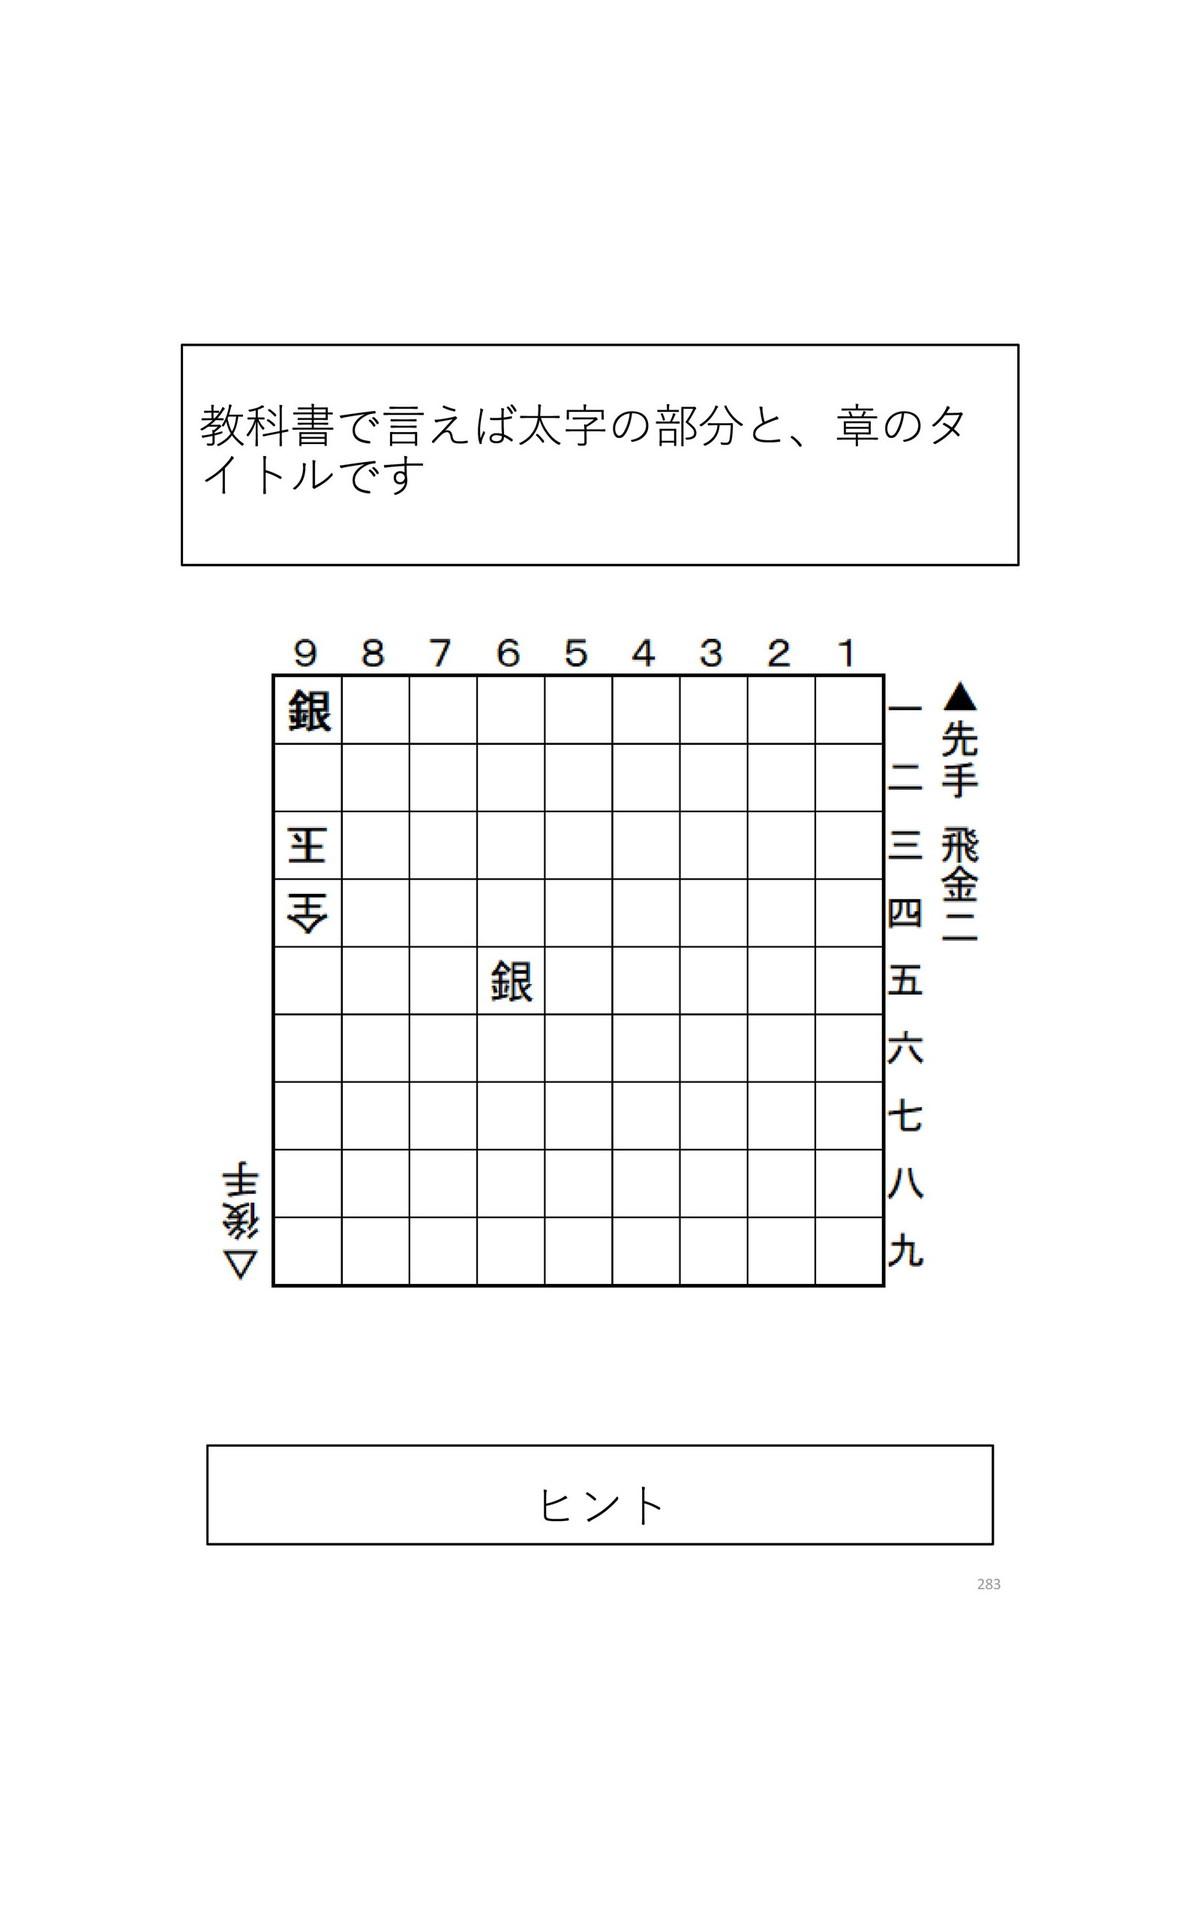 教科書で言えば太字の部分と、章のタ
イトルです
9 8 7 6 5 4 3 2 1
銀 一
二
王 三
全 四
銀 五
六
七
八
九
▲先手 飛金二
△後手
ヒント
283